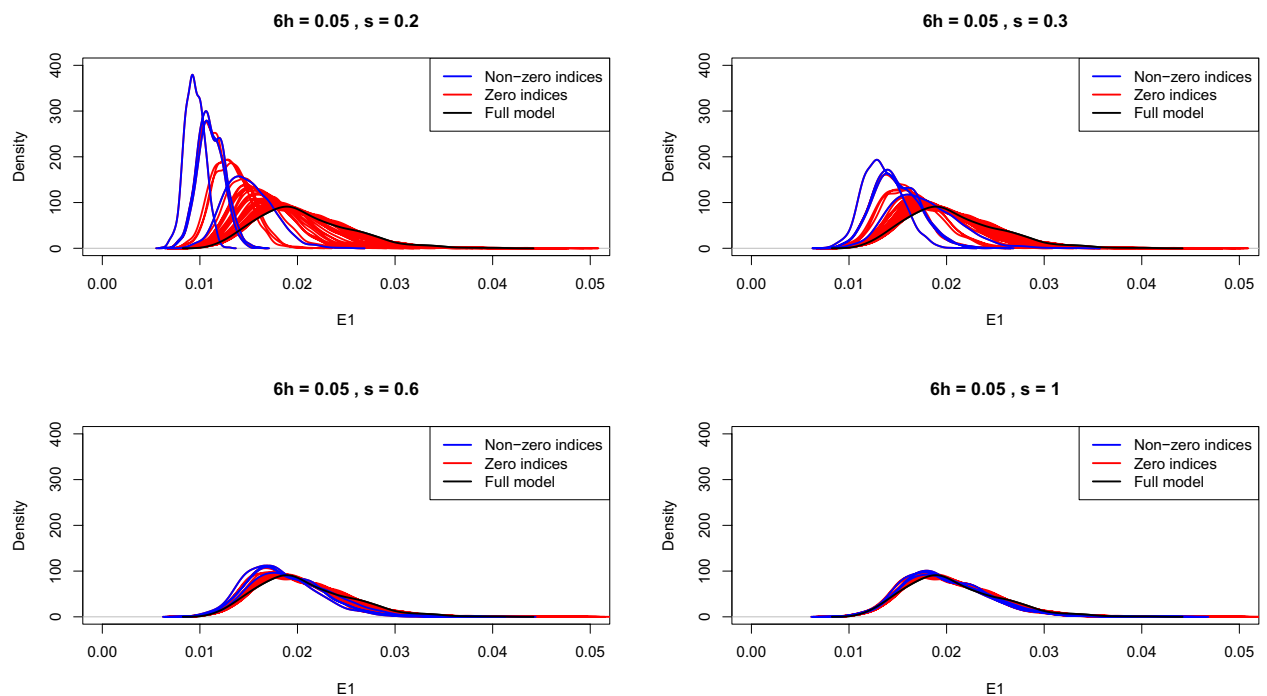 6h = 0.05 , s = 0.2
Density
400
300
200
100
0
Non−zero indices
Zero indices
Full model
0.00 0.01 0.02 0.03 0.04 0.05
E1
6h = 0.05 , s = 0.3
Density
400
300
200
100
0
Non−zero indices
Zero indices
Full model
0.00 0.01 0.02 0.03 0.04 0.05
E1
6h = 0.05 , s = 0.6
Density
400
300
200
100
0
Non−zero indices
Zero indices
Full model
0.00 0.01 0.02 0.03 0.04 0.05
E1
6h = 0.05 , s = 1
Density
400
300
200
100
0
Non−zero indices
Zero indices
Full model
0.00 0.01 0.02 0.03 0.04 0.05
E1